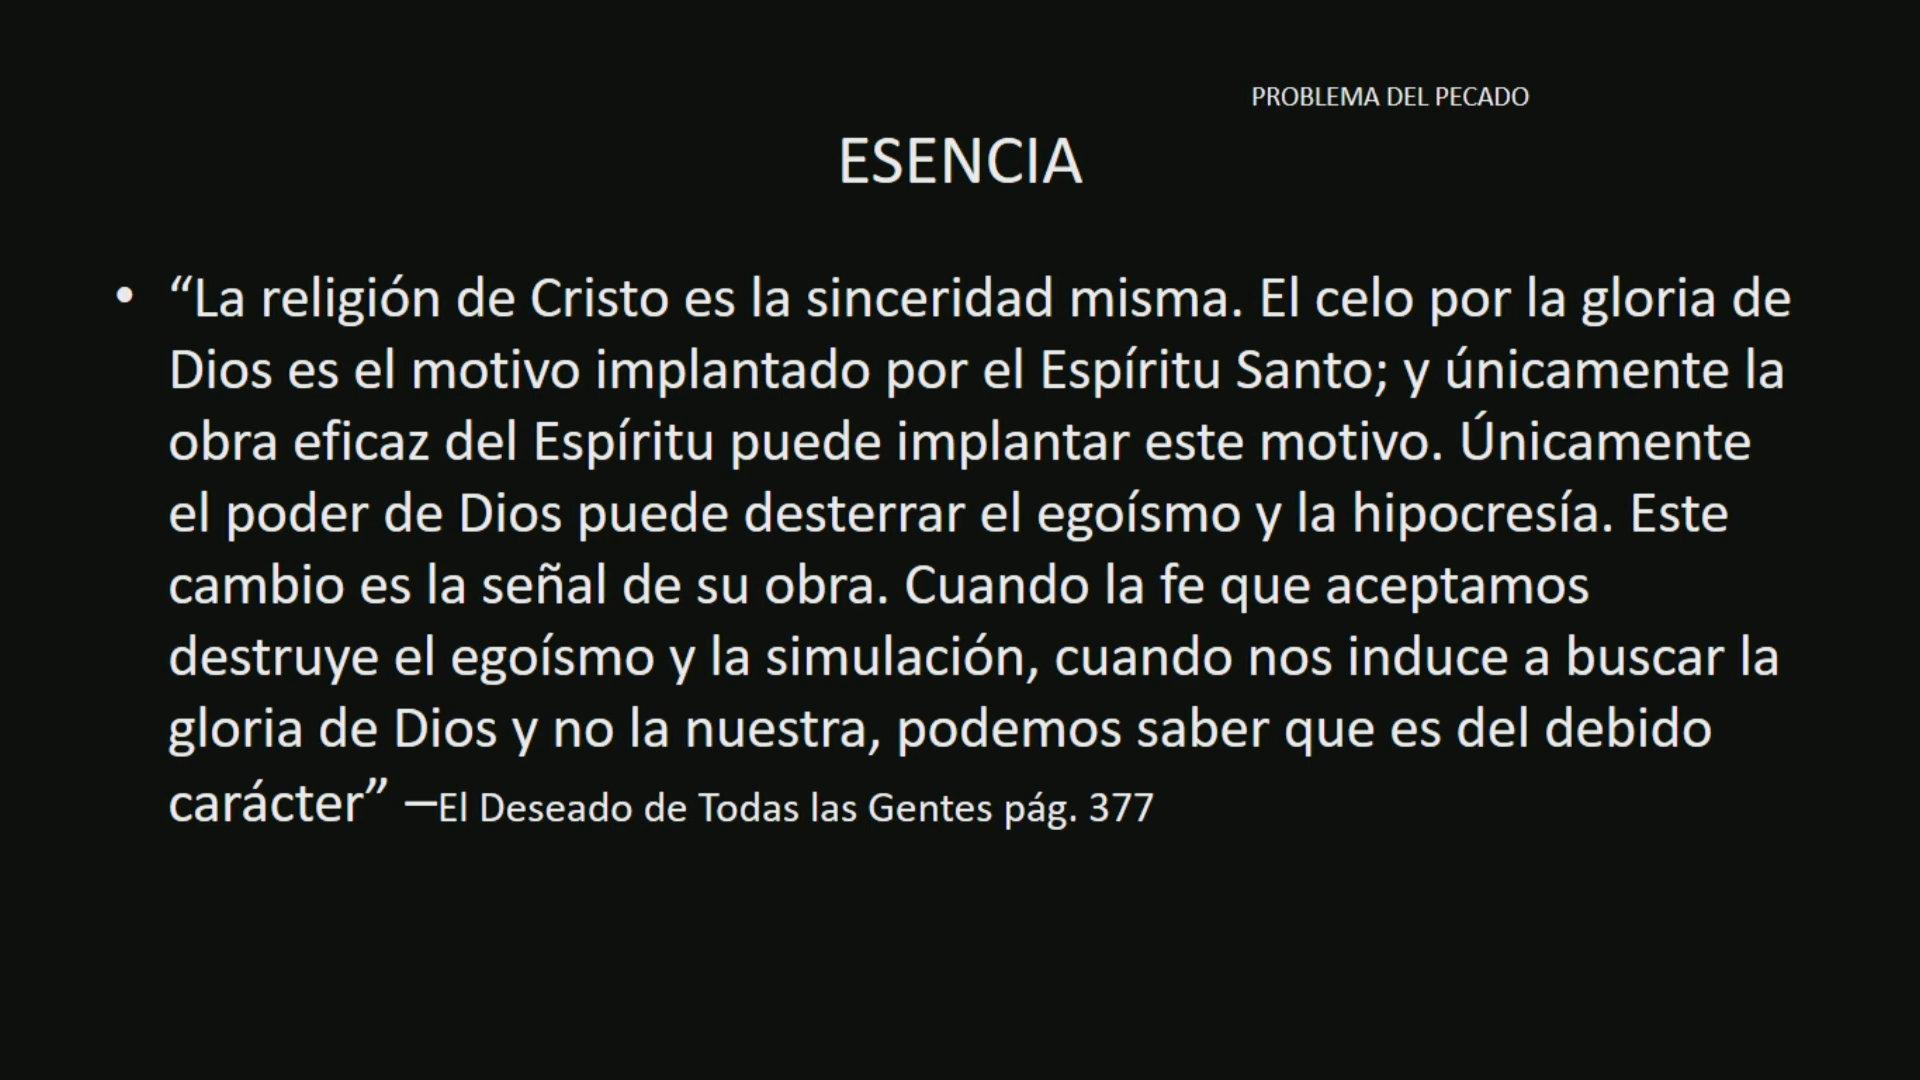 PROBLEMA DEL PECADO
ESENCIA
• “La religión de Cristo es la sinceridad misma. El celo por la gloria de
Dios es el motivo implantado por el Espíritu Santo; y únicamente la
obra eficaz del Espíritu puede implantar este motivo. Únicamente
el poder de Dios puede desterrar el egoísmo y la hipocresía. Este
cambio es la señal de su obra. Cuando la fe que aceptamos
destruye el egoísmo y la simulación, cuando nos induce a buscar la
gloria de Dios y no la nuestra, podemos saber que es del debido
carácter” –El Deseado de Todas las Gentes pág. 377